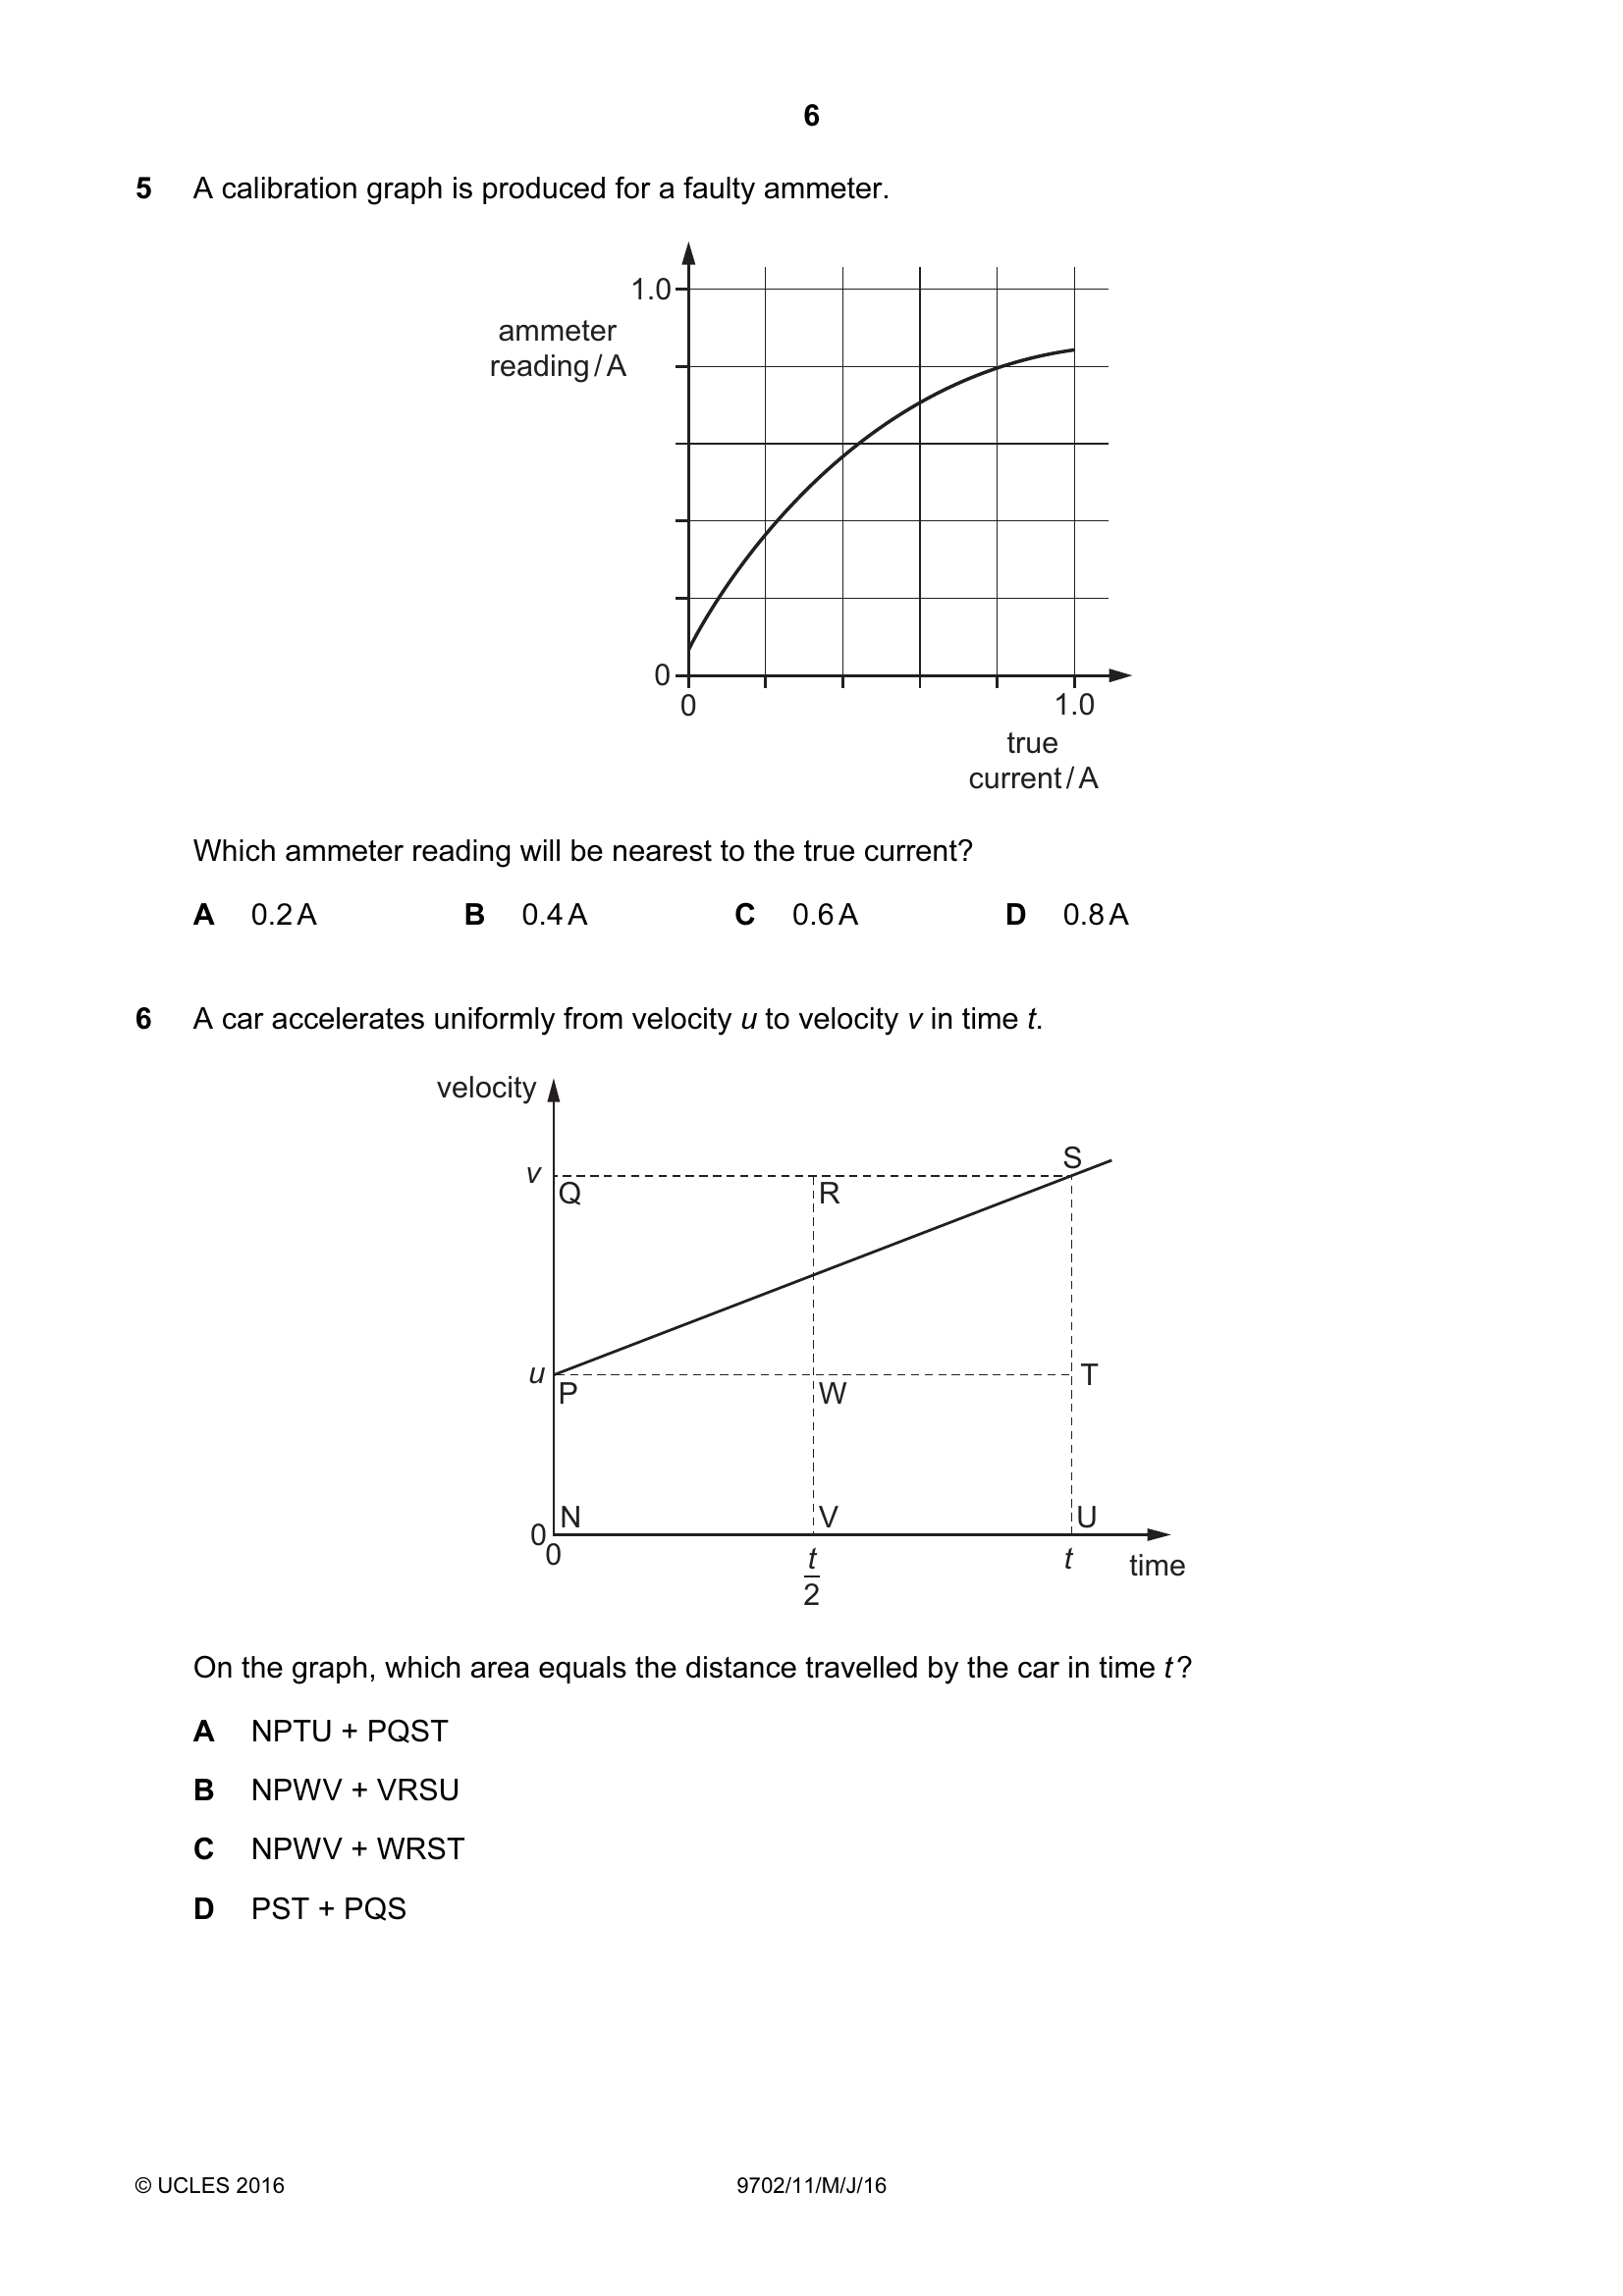 6
5 A calibration graph is produced for a faulty ammeter.
1.0
ammeter
reading / A
0
0 1.0
true
current / A
Which ammeter reading will be nearest to the true current?
A 0.2 A B 0.4 A C 0.6 A D 0.8 A
6 A car accelerates uniformly from velocity u to velocity v in time t.
velocity
S
v
Q R
u T
P W
N V U
0
0 t/2 t time
On the graph, which area equals the distance travelled by the car in time t?
A NPTU + PQST
B NPWV + VRSU
C NPWV + WRST
D PST + PQS
© UCLES 2016 9702/11/M/J/16